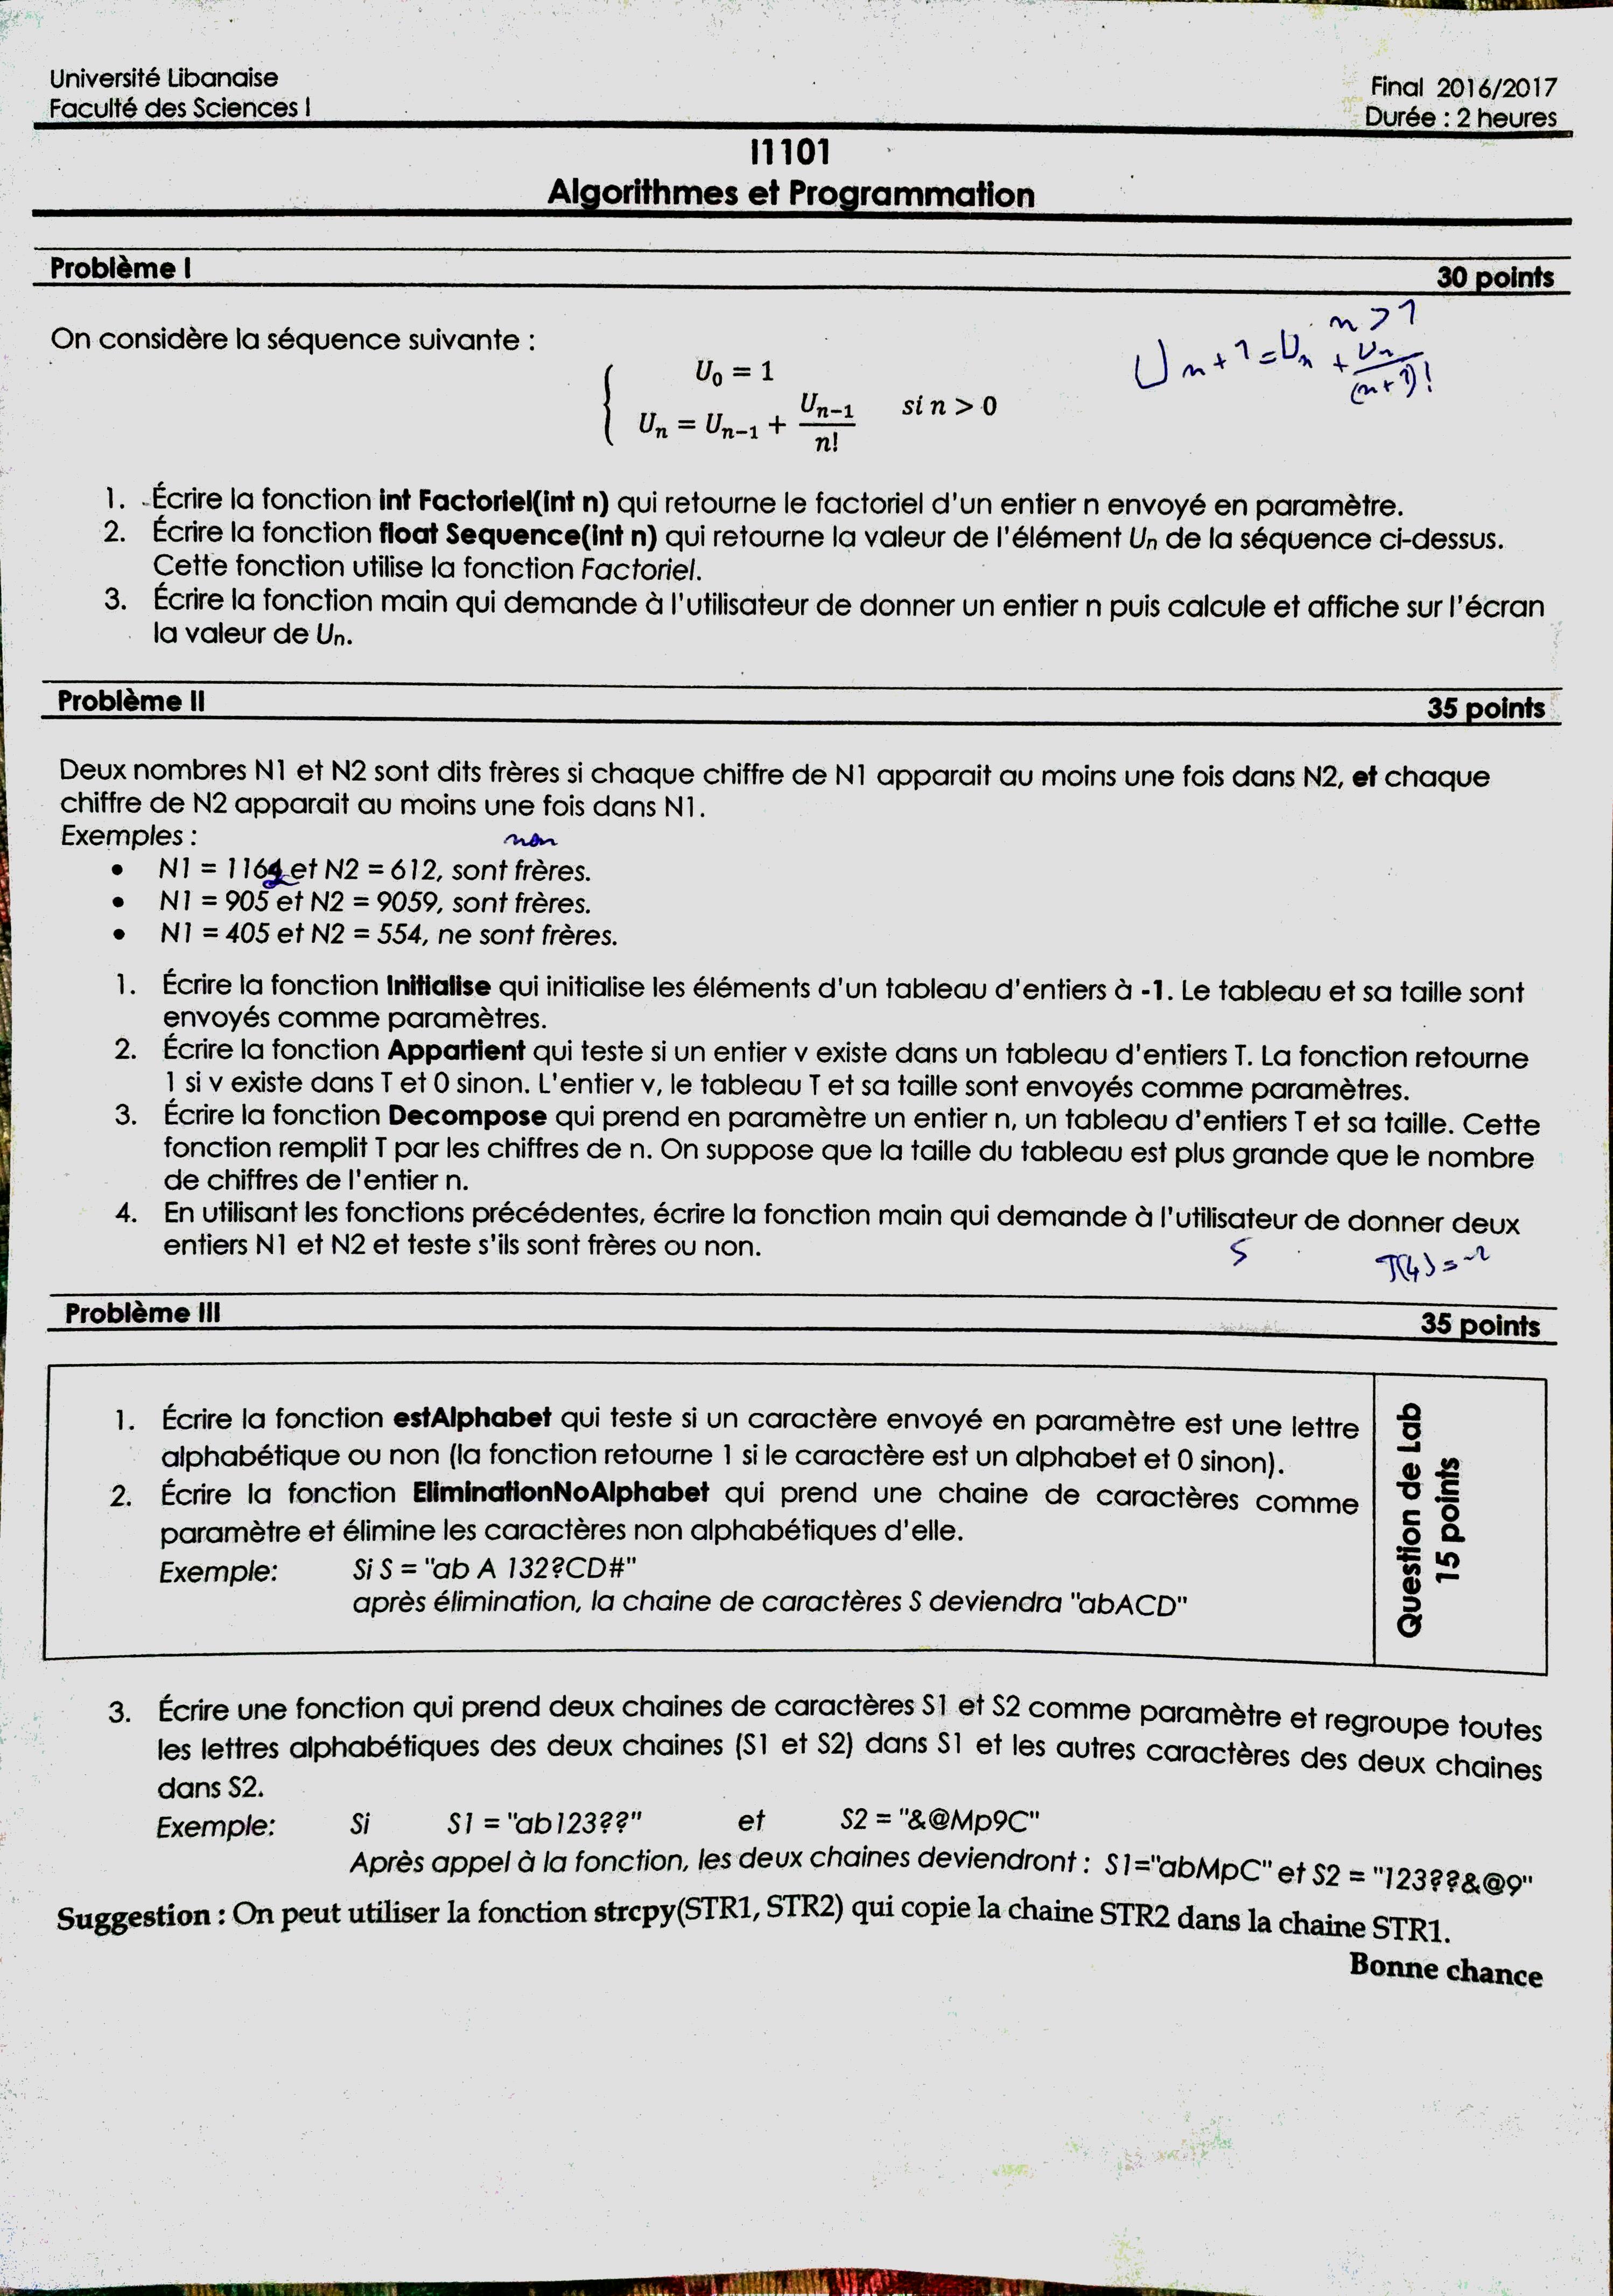 Université Libanaise
Faculté des Sciences I
Final 2016/2017
Durée : 2 heures
I1101
Algorithmes et Programmation
Problème I
30 points
On considère la séquence suivante :
U₀ = 1
Uₙ = Uₙ₋₁ + Uₙ₋₁/n! si n > 0
n > 1
Un+1 = Un + Un/(n+1)!
1. Écrire la fonction int Factoriel(int n) qui retourne le factoriel d'un entier n envoyé en paramètre.
2. Écrire la fonction float Sequence(int n) qui retourne la valeur de l'élément Un de la séquence ci-dessus.
Cette fonction utilise la fonction Factoriel.
3. Écrire la fonction main qui demande à l'utilisateur de donner un entier n puis calcule et affiche sur l'écran
la valeur de Un.
Problème II
35 points
Deux nombres N1 et N2 sont dits frères si chaque chiffre de N1 apparait au moins une fois dans N2, et chaque
chiffre de N2 apparait au moins une fois dans N1.
Exemples :
non
• N1 = 1164 et N2 = 612, sont frères.
• N1 = 905 et N2 = 9059, sont frères.
• N1 = 405 et N2 = 554, ne sont frères.
1. Écrire la fonction Initialise qui initialise les éléments d'un tableau d'entiers à -1. Le tableau et sa taille sont
envoyés comme paramètres.
2. Écrire la fonction Appartient qui teste si un entier v existe dans un tableau d'entiers T. La fonction retourne
1 si v existe dans T et 0 sinon. L'entier v, le tableau T et sa taille sont envoyés comme paramètres.
3. Écrire la fonction Decompose qui prend en paramètre un entier n, un tableau d'entiers T et sa taille. Cette
fonction remplit T par les chiffres de n. On suppose que la taille du tableau est plus grande que le nombre
de chiffres de l'entier n.
4. En utilisant les fonctions précédentes, écrire la fonction main qui demande à l'utilisateur de donner deux
entiers N1 et N2 et teste s'ils sont frères ou non.
5 T(4) = -1
Problème III
35 points
1. Écrire la fonction estAlphabet qui teste si un caractère envoyé en paramètre est une lettre
alphabétique ou non (la fonction retourne 1 si le caractère est un alphabet et 0 sinon).
2. Écrire la fonction EliminationNoAlphabet qui prend une chaine de caractères comme
paramètre et élimine les caractères non alphabétiques d'elle.
Exemple: Si S = "ab A 132?CD#"
après élimination, la chaine de caractères S deviendra "abACD"
Question de Lab
15 points
3. Écrire une fonction qui prend deux chaines de caractères S1 et S2 comme paramètre et regroupe toutes
les lettres alphabétiques des deux chaines (S1 et S2) dans S1 et les autres caractères des deux chaines
dans S2.
Exemple: Si S1 = "ab123??" et S2 = "&@Mp9C"
Après appel à la fonction, les deux chaines deviendront : S1="abMpC" et S2 = "123??&@9"
Suggestion : On peut utiliser la fonction strcpy(STR1, STR2) qui copie la chaine STR2 dans la chaine STR1.
Bonne chance